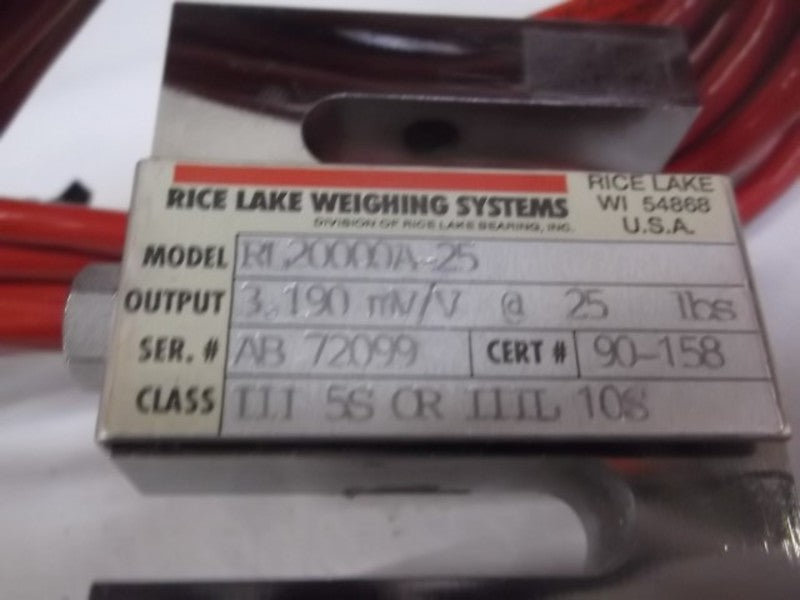 RICE LAKE WEIGHING SYSTEMS
DIVISION OF RICE LAKE BEARING, INC.
RICE LAKE
WI 54868
U.S.A.
MODEL RL20000A-25
OUTPUT 3.190 mV/V @ 25 lbs
SER. # AB 72099 CERT # 90-158
CLASS III 5S OR IIIL 10S